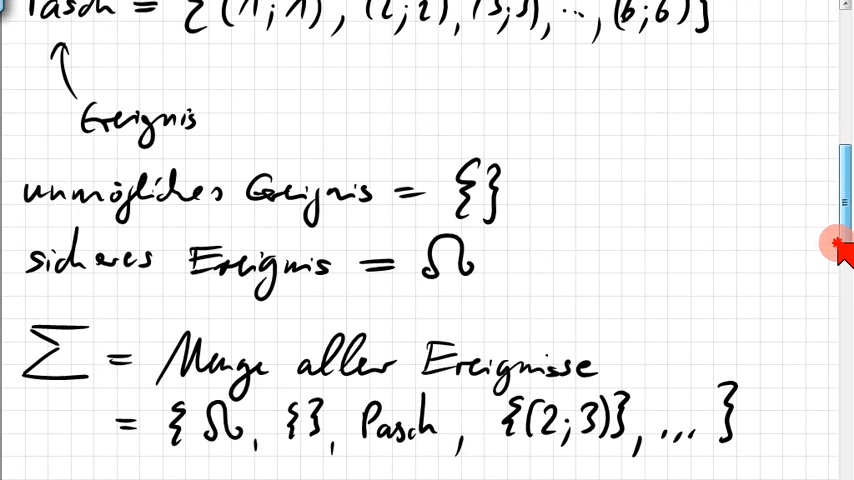 Pasch = {(1;1), (2;2), (3;3), ..., (6;6)}
Ereignis
unmögliches Ereignis = {}
sicheres Ereignis = Ω
Σ = Menge aller Ereignisse
= {Ω, {}, Pasch, {(2;3)}, ... }